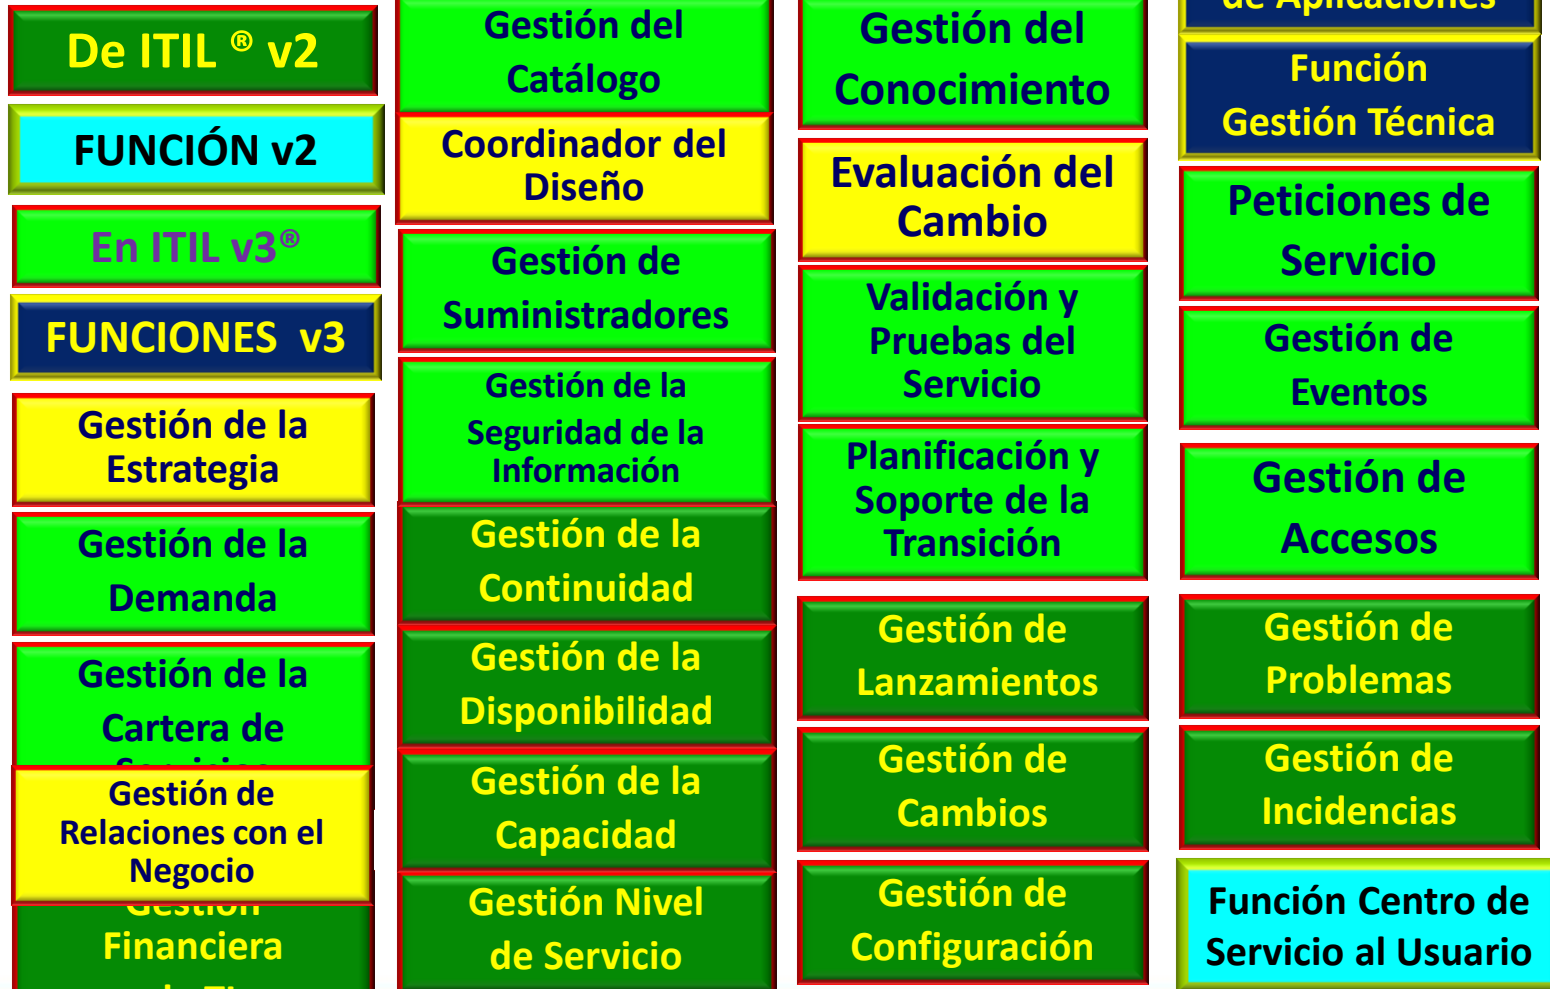 De ITIL ® v2
FUNCIÓN v2
En ITIL v3®
FUNCIONES v3
Gestión de la
Estrategia
Gestión de la
Demanda
Gestión de la
Cartera de
Gestión de
Relaciones con el
Negocio
Gestión
Financiera
Gestión del
Catálogo
Coordinador del
Diseño
Gestión de
Suministradores
Gestión de la
Seguridad de la
Información
Gestión de la
Continuidad
Gestión de la
Disponibilidad
Gestión de la
Capacidad
Gestión Nivel
de Servicio
Gestión del
Conocimiento
Evaluación del
Cambio
Validación y
Pruebas del
Servicio
Planificación y
Soporte de la
Transición
Gestión de
Lanzamientos
Gestión de
Cambios
Gestión de
Configuración
de Aplicaciones
Función
Gestión Técnica
Peticiones de
Servicio
Gestión de
Eventos
Gestión de
Accesos
Gestión de
Problemas
Gestión de
Incidencias
Función Centro de
Servicio al Usuario